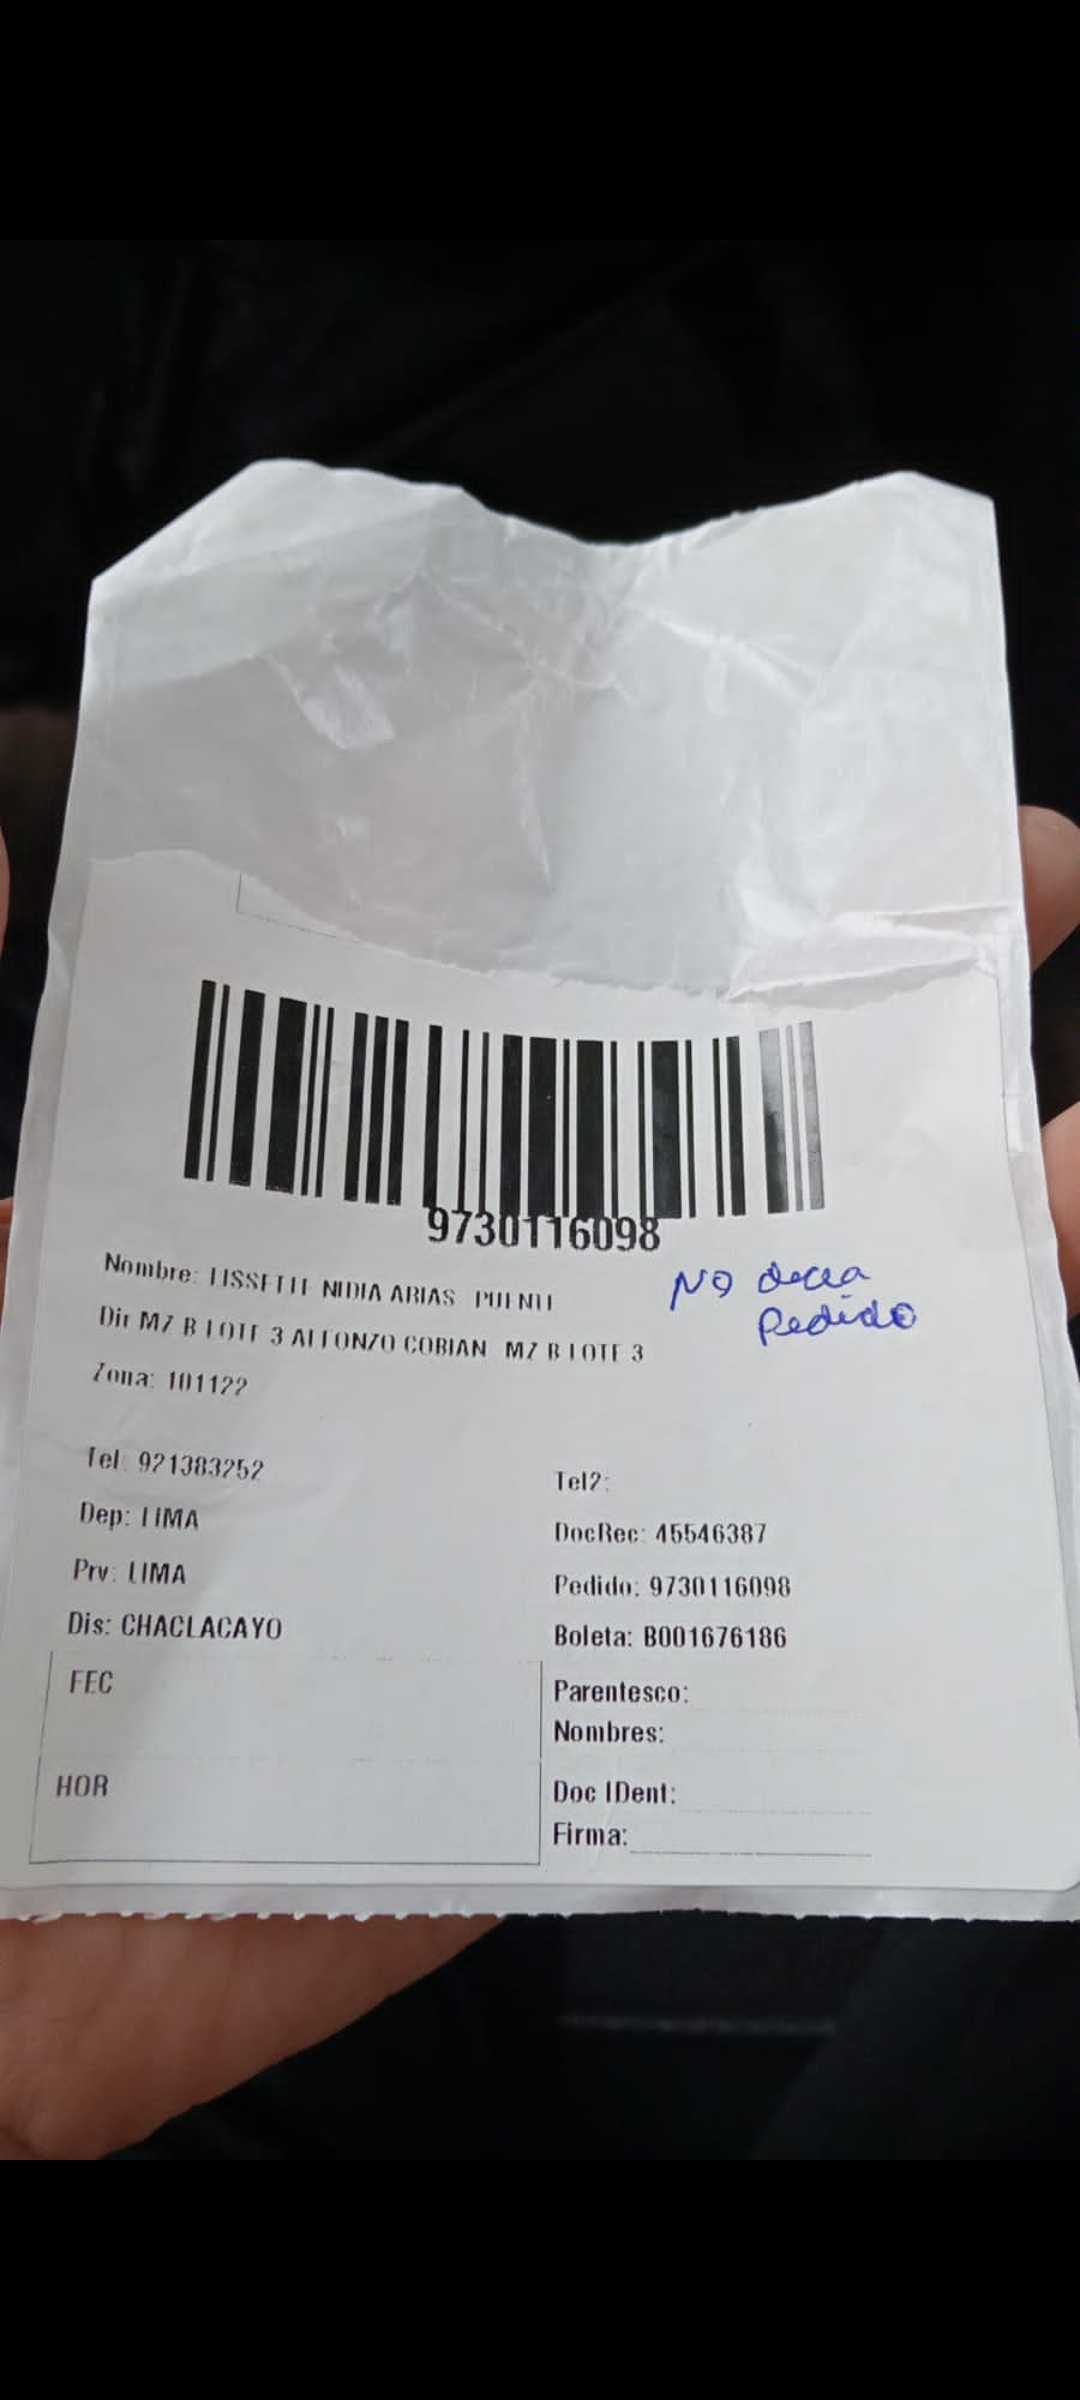 9730116098
Nombre: LISSETTE NIDIA ARIAS PUENTE
No decea
Pedido
Dir MZ B LOTE 3 ALFONZO COBIAN MZ B LOTE 3
Zona: 101122
Tel: 921383252
Tel2:
Dep: LIMA
DocRec: 45546387
Prv: LIMA
Pedido: 9730116098
Dis: CHACLACAYO
Boleta: B001676186
FEC
Parentesco:
Nombres:
HOR
Doc IDent:
Firma: